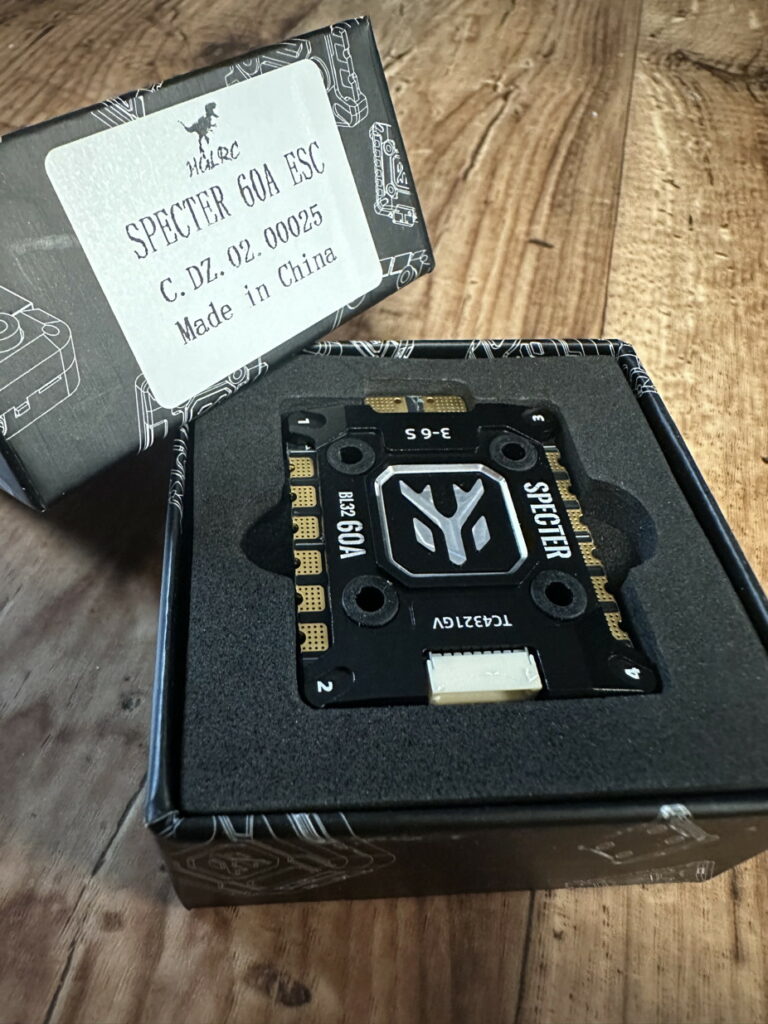 HGLRC
SPECTER 60A ESC
C.DZ.02.00025
Made in China
1
3
3-6 S
BL32 60A
SPECTER
TC4321GV
2
4